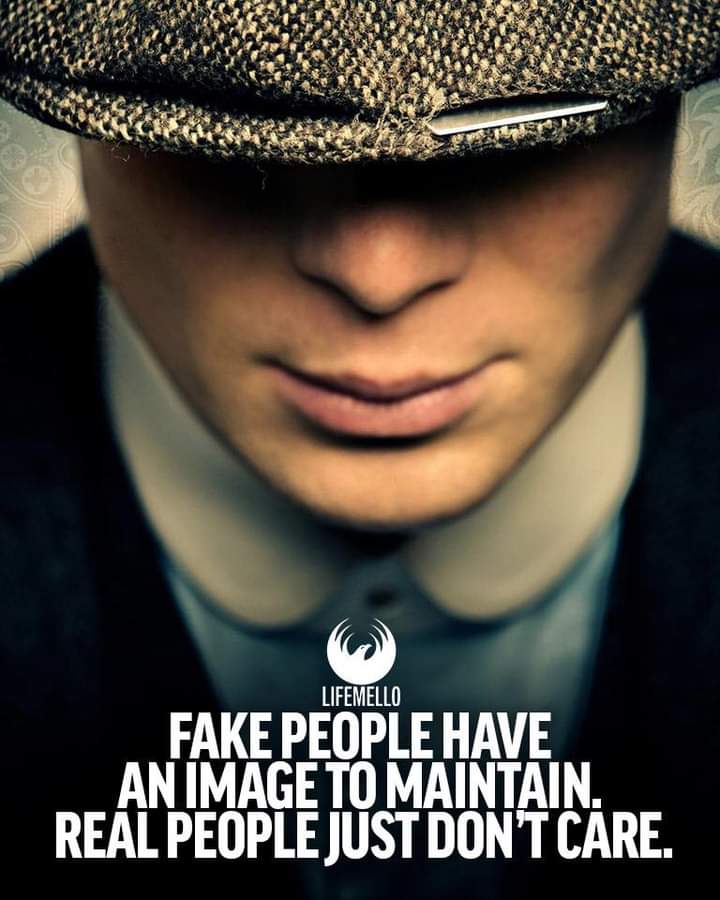 LIFEMELLO
FAKE PEOPLE HAVE
AN IMAGE TO MAINTAIN.
REAL PEOPLE JUST DON'T CARE.